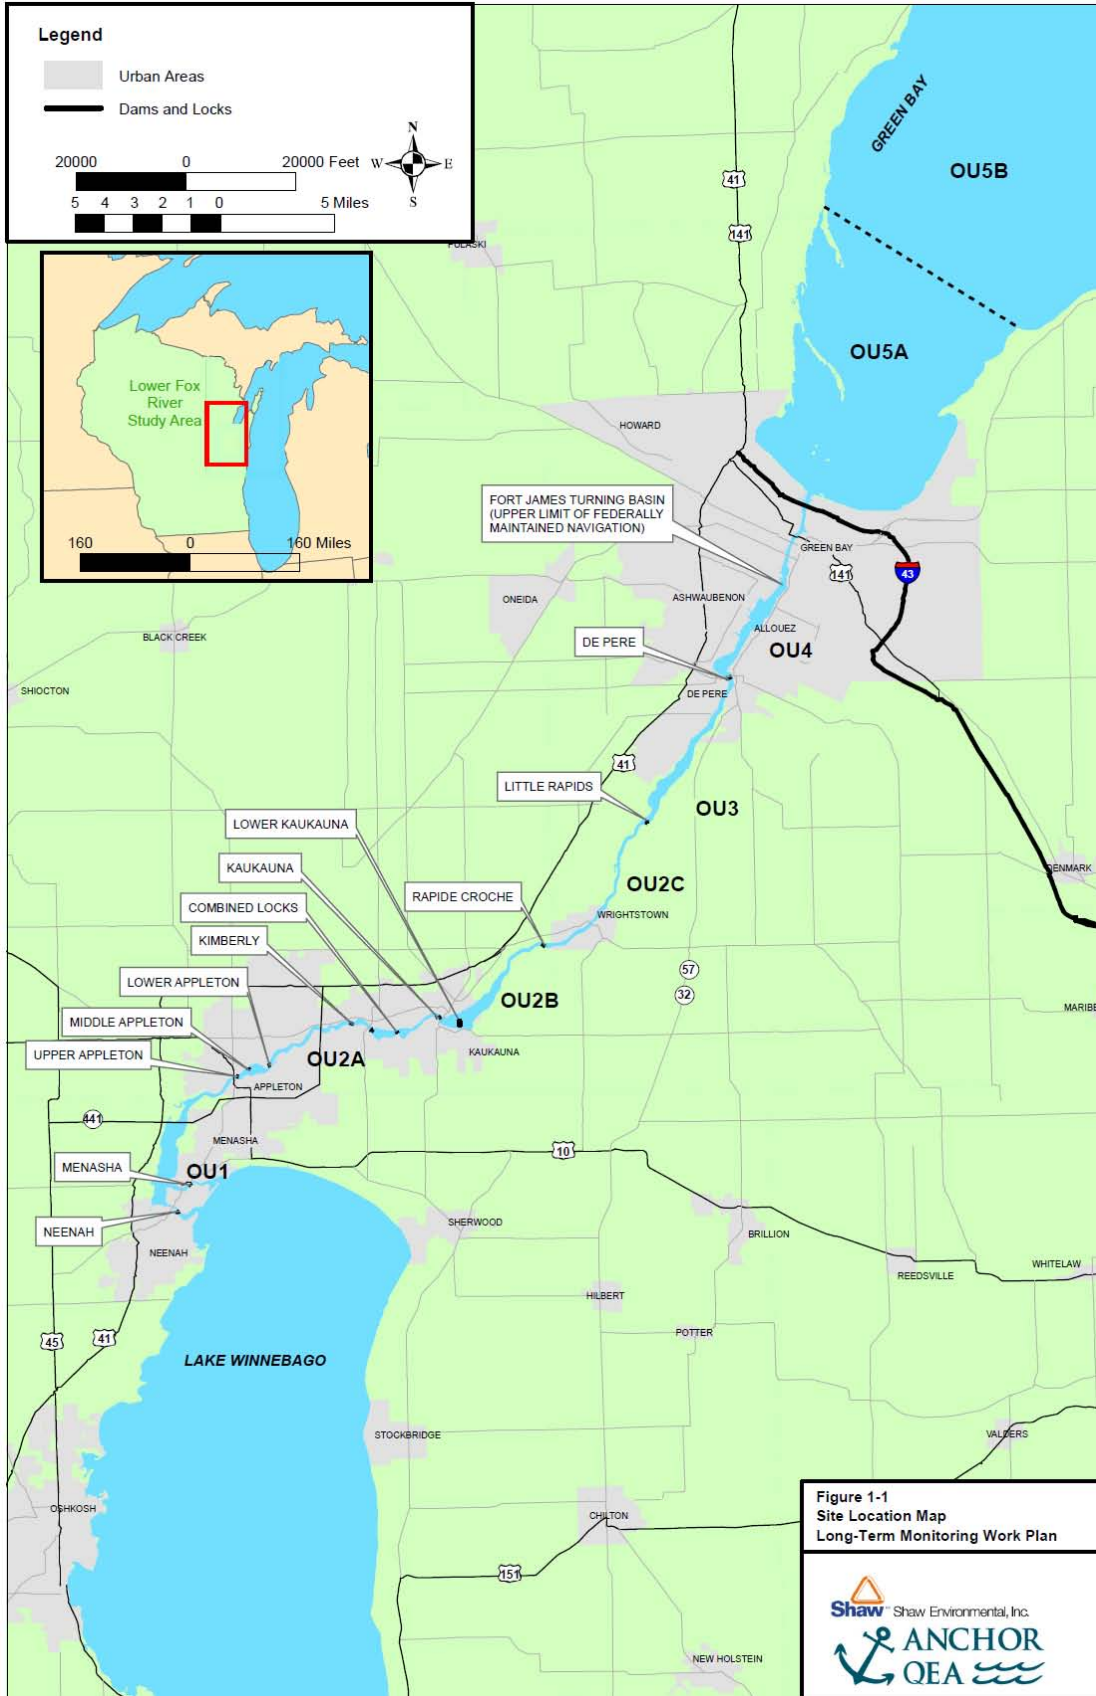 Legend
Urban Areas
Dams and Locks
N
W
E
S
20000 0 20000 Feet
5 4 3 2 1 0 5 Miles
GREEN BAY
OU5B
41
141
PULASKI
OU5A
Lower Fox
River
Study Area
160 0 160 Miles
HOWARD
FORT JAMES TURNING BASIN
(UPPER LIMIT OF FEDERALLY
MAINTAINED NAVIGATION)
GREEN BAY
141
43
ONEIDA
ASHWAUBENON
ALLOUEZ
BLACK CREEK
DE PERE
OU4
SHIOCTON
DE PERE
41
LITTLE RAPIDS
OU3
LOWER KAUKAUNA
KAUKAUNA
DENMARK
OU2C
RAPIDE CROCHE
COMBINED LOCKS
WRIGHTSTOWN
KIMBERLY
57
LOWER APPLETON
32
OU2B
MARIBE
MIDDLE APPLETON
UPPER APPLETON
KAUKAUNA
OU2A
APPLETON
441
MENASHA
10
MENASHA
OU1
NEENAH
SHERWOOD
BRILLION
NEENAH
WHITELAW
REEDSVILLE
HILBERT
POTTER
45
41
LAKE WINNEBAGO
STOCKBRIDGE
VALDERS
OSHKOSH
CHILTON
Figure 1-1
Site Location Map
Long-Term Monitoring Work Plan
151
Shaw Shaw Environmental, Inc.
ANCHOR
QEA
NEW HOLSTEIN